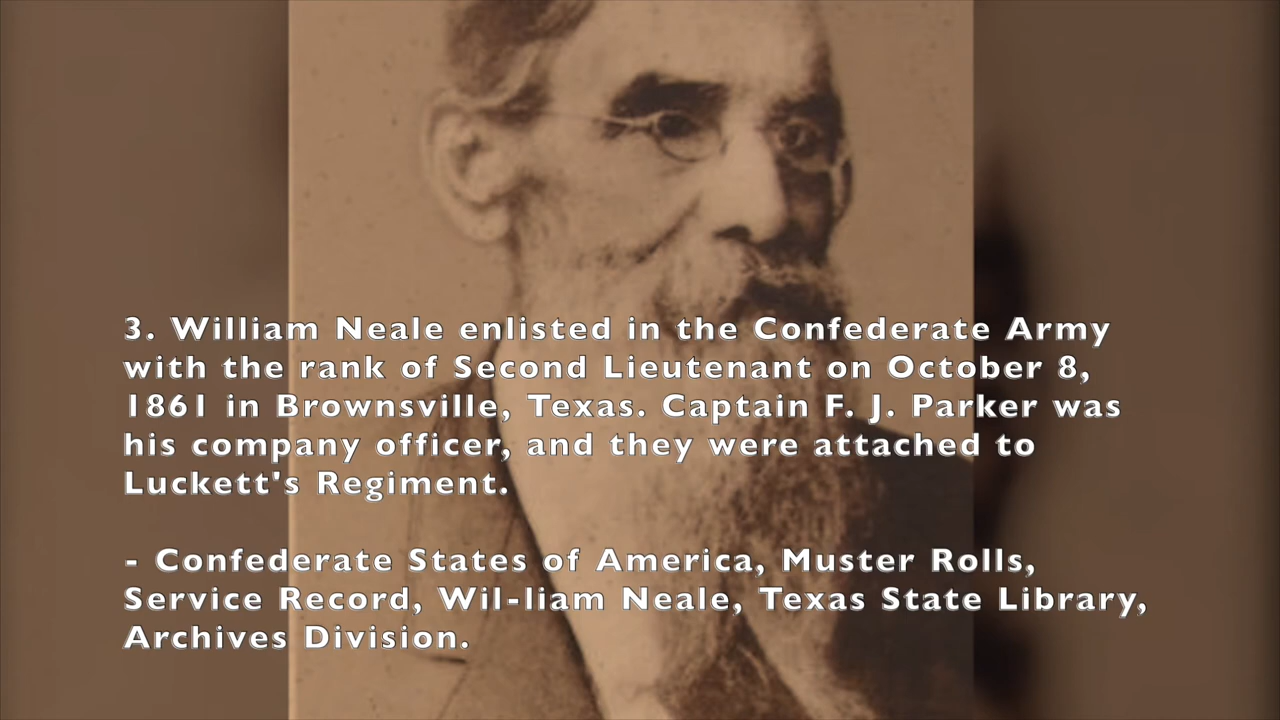 3. William Neale enlisted in the Confederate Army
with the rank of Second Lieutenant on October 8,
1861 in Brownsville, Texas. Captain F. J. Parker was
his company officer, and they were attached to
Luckett's Regiment.
- Confederate States of America, Muster Rolls,
Service Record, Wil-liam Neale, Texas State Library,
Archives Division.